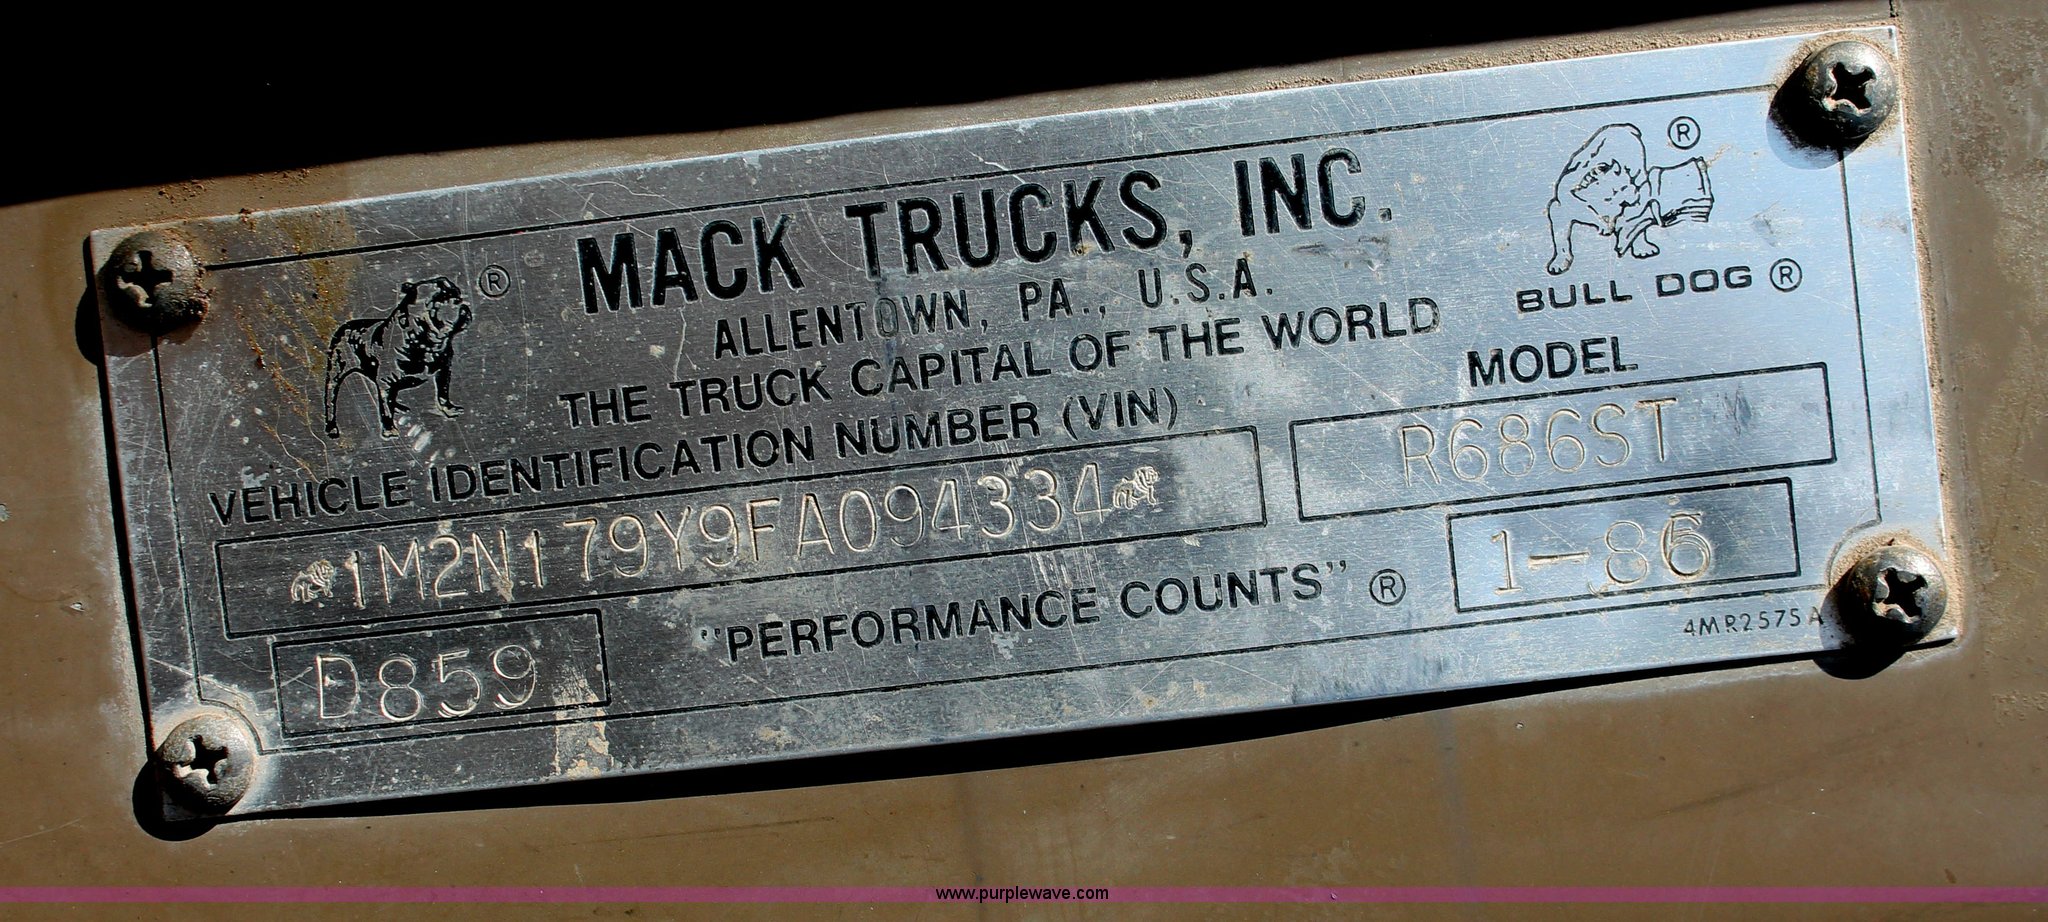 MACK TRUCKS, INC.
ALLENTOWN, PA., U.S.A.
THE TRUCK CAPITAL OF THE WORLD
®
®
BULL DOG ®
VEHICLE IDENTIFICATION NUMBER (VIN)
1M2N179Y9FA094334
MODEL
R686ST
1-86
D859
"PERFORMANCE COUNTS" ®
4MR2575A
www.purplewave.com